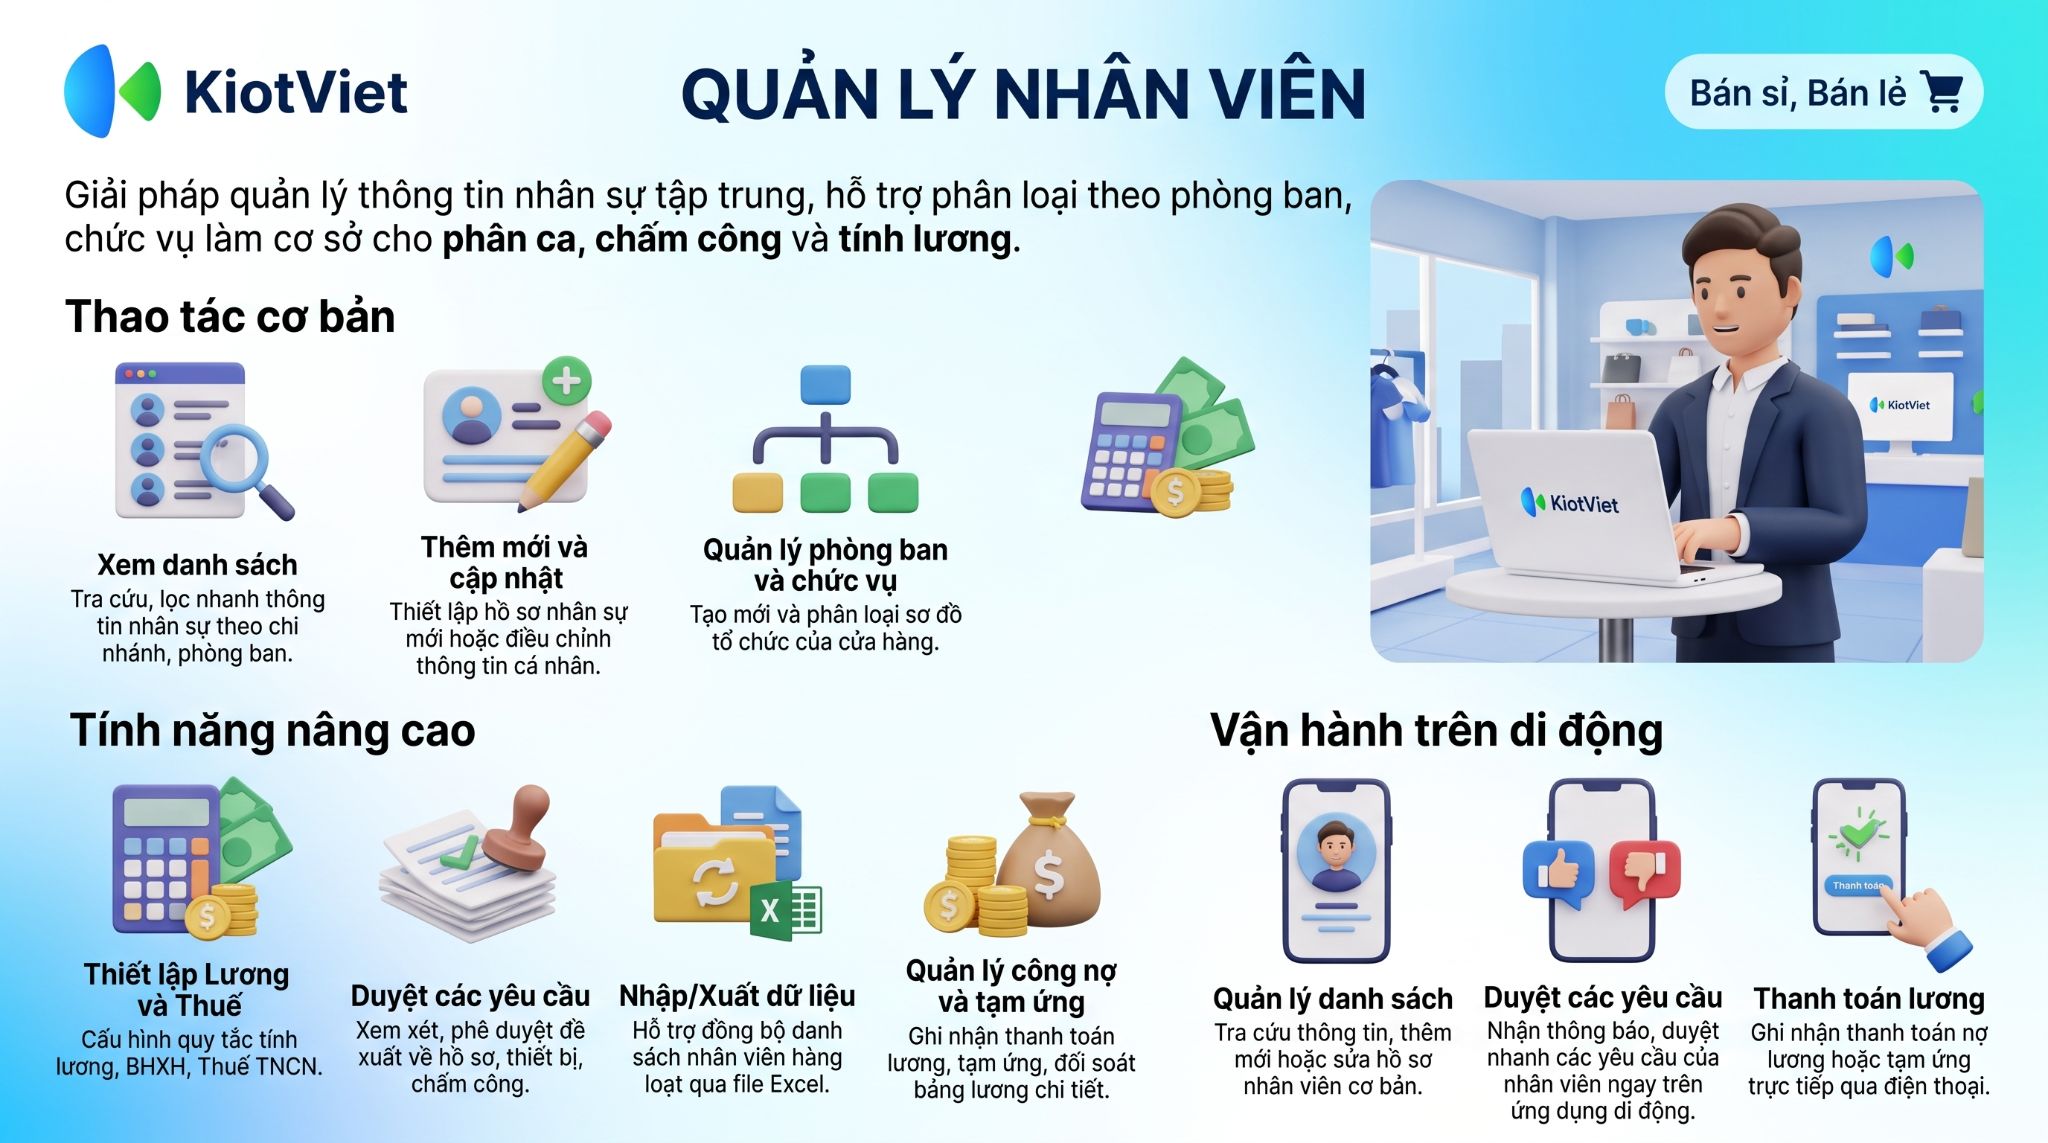 KiotViet
QUẢN LÝ NHÂN VIÊN
Bán sỉ, Bán lẻ
Giải pháp quản lý thông tin nhân sự tập trung, hỗ trợ phân loại theo phòng ban,
chức vụ làm cơ sở cho phân ca, chấm công và tính lương.
Thao tác cơ bản
Xem danh sách
Tra cứu, lọc nhanh thông
tin nhân sự theo chi
nhánh, phòng ban.
Thêm mới và
cập nhật
Thiết lập hồ sơ nhân sự
mới hoặc điều chỉnh
thông tin cá nhân.
Quản lý phòng ban
và chức vụ
Tạo mới và phân loại sơ đồ
tổ chức của cửa hàng.
$
KiotViet
KiotViet
Tính năng nâng cao
$
Thiết lập Lương
và Thuế
Cấu hình quy tắc tính
lương, BHXH, Thuế TNCN.
Duyệt các yêu cầu
Xem xét, phê duyệt đề
xuất về hồ sơ, thiết bị,
chấm công.
X
Nhập/Xuất dữ liệu
Hỗ trợ đồng bộ danh
sách nhân viên hàng
loạt qua file Excel.
$
$
Quản lý công nợ
và tạm ứng
Ghi nhận thanh toán
lương, tạm ứng, đối soát
bảng lương chi tiết.
Vận hành trên di động
Quản lý danh sách
Tra cứu thông tin, thêm
mới hoặc sửa hồ sơ
nhân viên cơ bản.
Duyệt các yêu cầu
Nhận thông báo, duyệt
nhanh các yêu cầu của
nhân viên ngay trên
ứng dụng di động.
Thanh toán
Thanh toán lương
Ghi nhận thanh toán nợ
lương hoặc tạm ứng
trực tiếp qua điện thoại.